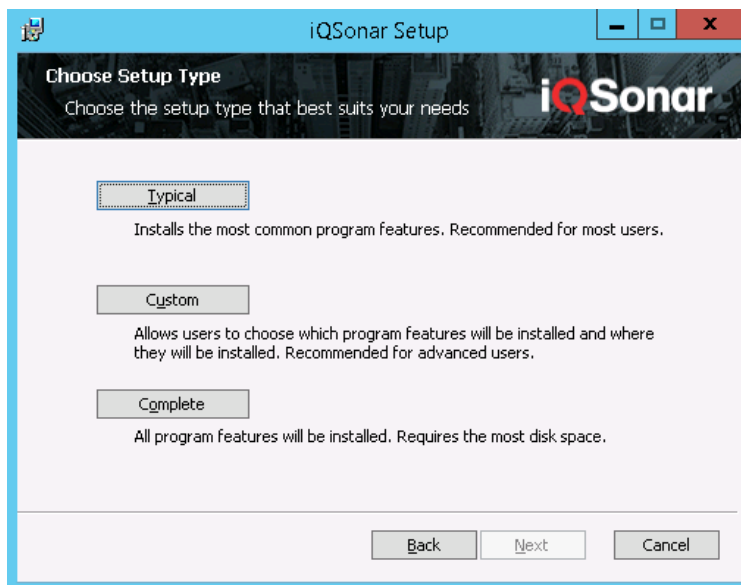 iQSonar Setup
Choose Setup Type
Choose the setup type that best suits your needs
iQSonar
Typical
Installs the most common program features. Recommended for most users.
Custom
Allows users to choose which program features will be installed and where
they will be installed. Recommended for advanced users.
Complete
All program features will be installed. Requires the most disk space.
Back Next Cancel